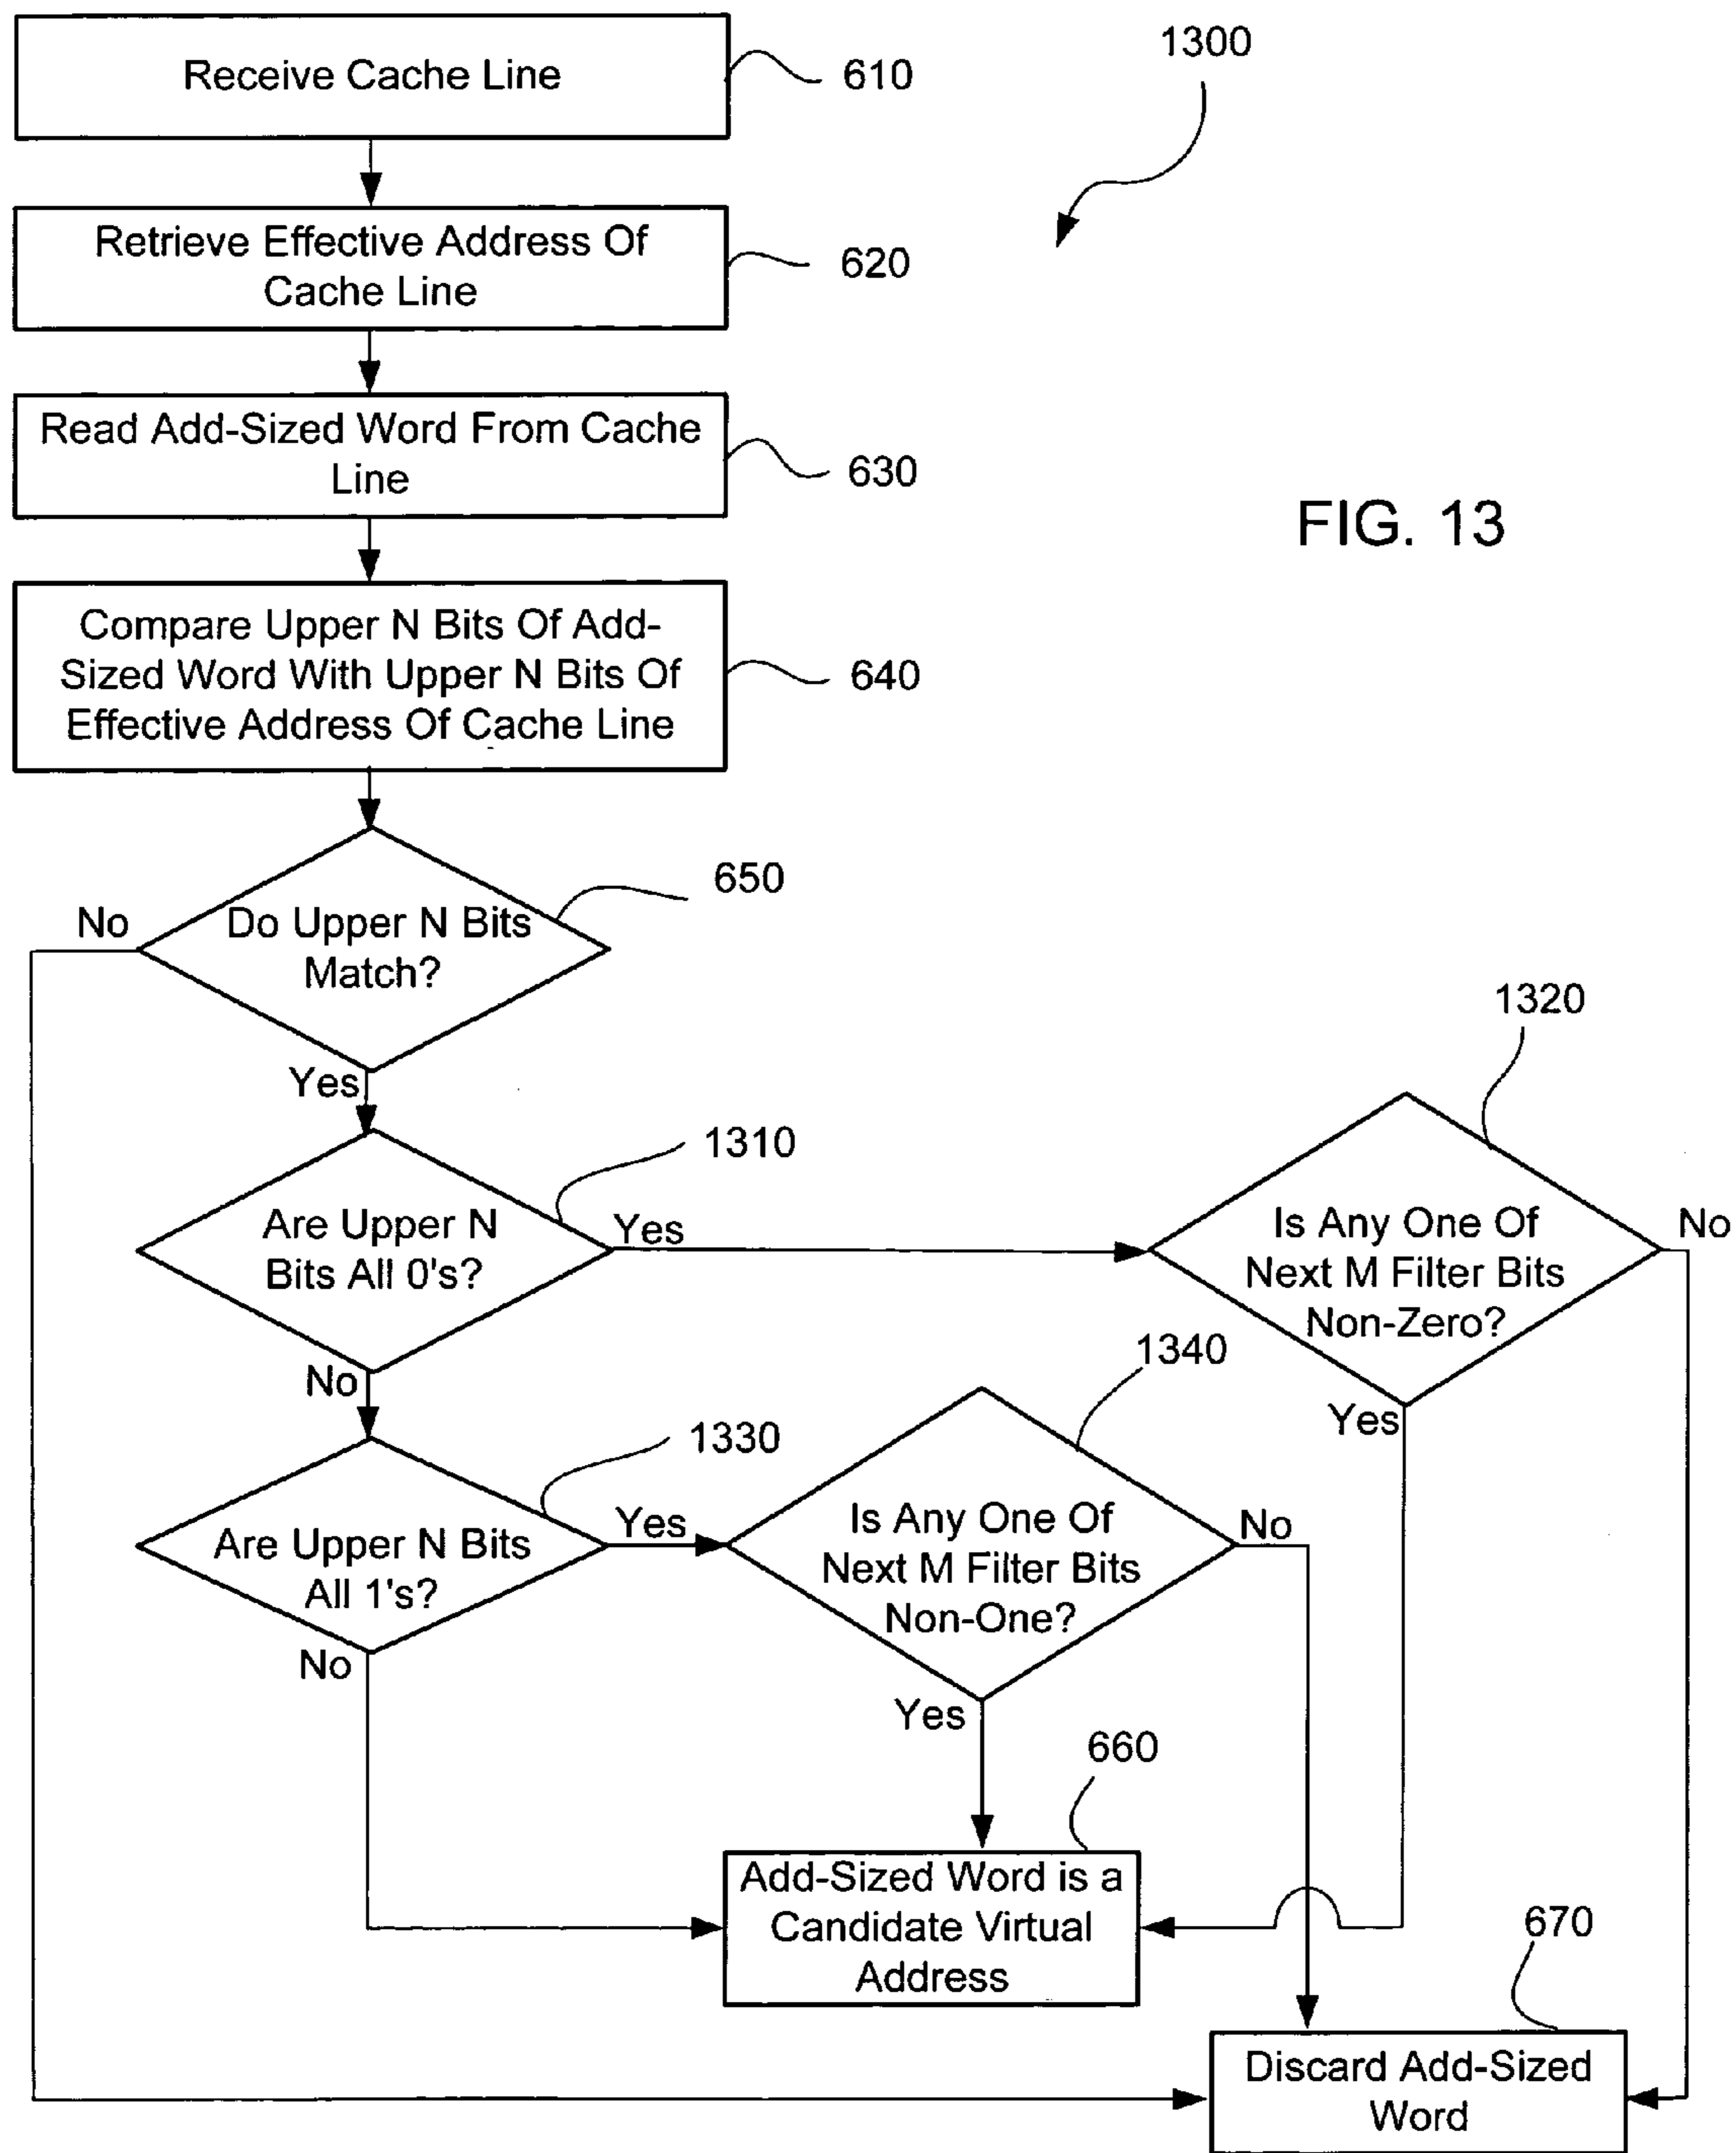 Receive Cache Line
610
1300
Retrieve Effective Address Of
Cache Line
620
Read Add-Sized Word From Cache
Line
630
FIG. 13
Compare Upper N Bits Of Add-
Sized Word With Upper N Bits Of
Effective Address Of Cache Line
640
650
No
Do Upper N Bits
Match?
Yes
1320
1310
Are Upper N
Bits All 0's?
Yes
Is Any One Of
Next M Filter Bits
Non-Zero?
No
No
1340
Yes
1330
Are Upper N Bits
All 1's?
Yes
Is Any One Of
Next M Filter Bits
Non-One?
No
No
Yes
660
Add-Sized Word is a
Candidate Virtual
Address
670
Discard Add-Sized
Word